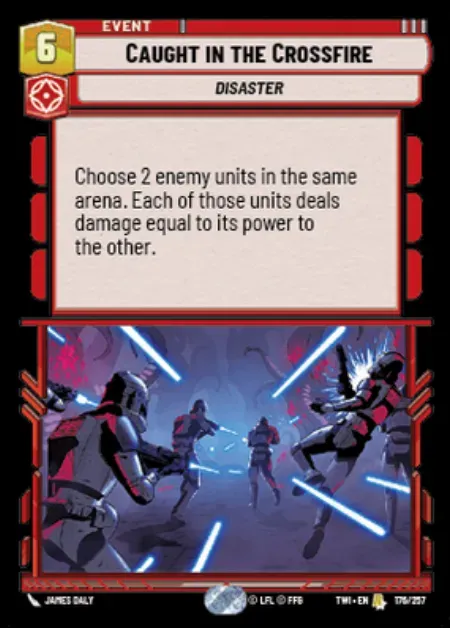 EVENT
6
CAUGHT IN THE CROSSFIRE
DISASTER
Choose 2 enemy units in the same
arena. Each of those units deals
damage equal to its power to
the other.
JAMES DALY
© LFL © FFG
TWI • EN
176/257